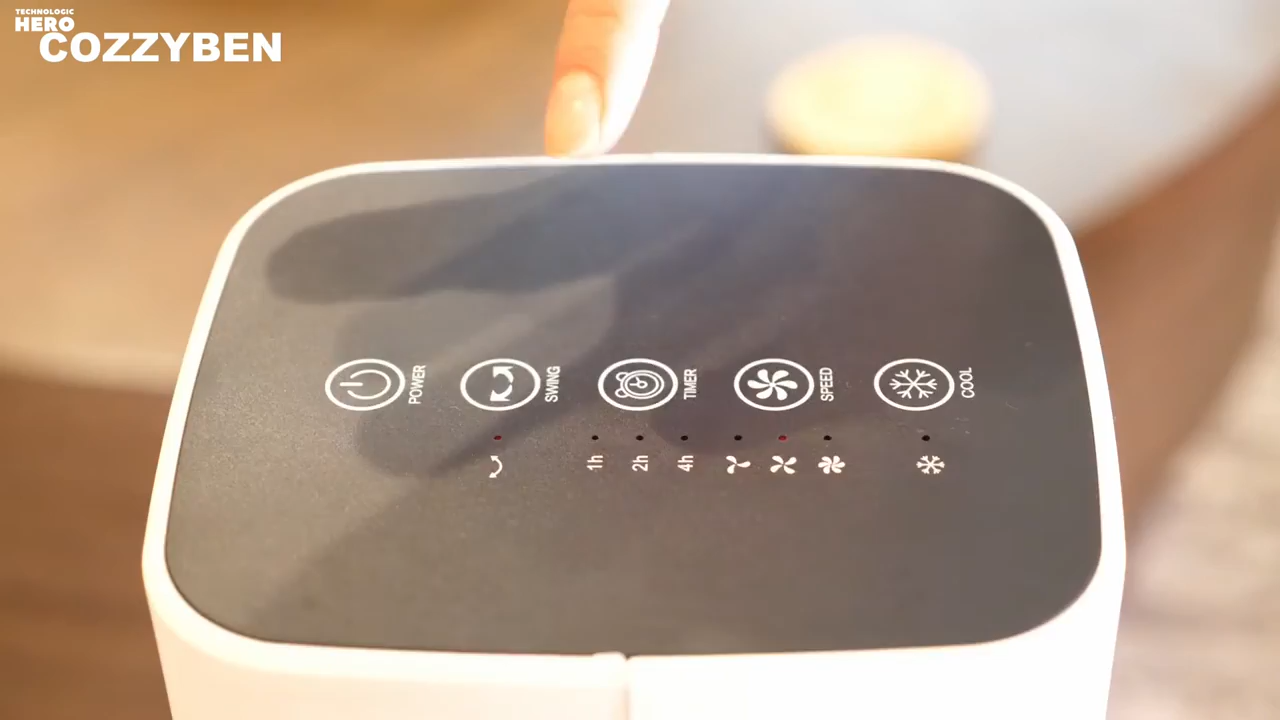 TECHNOLOGIC
HERO
COZZYBEN
POWER
SWING
TIMER
SPEED
COOL
1h
2h
4h